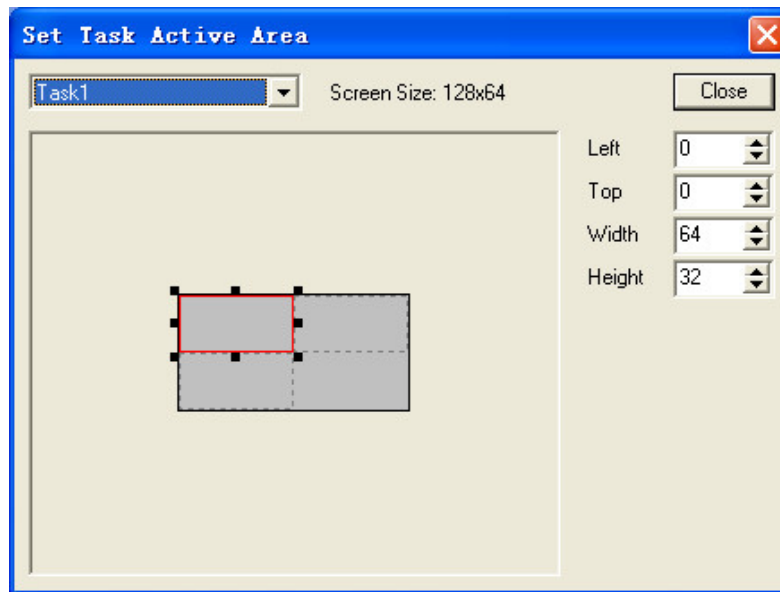 Set Task Active Area
Task1
Screen Size: 128x64
Close
Left
0
Top
0
Width
64
Height
32